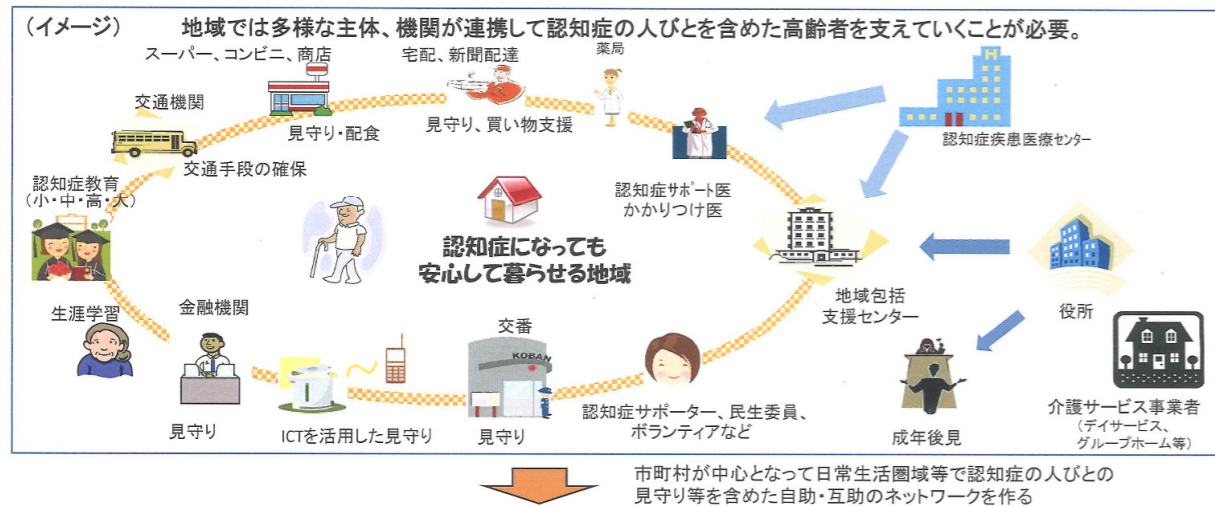 (イメージ) 地域では多様な主体、機関が連携して認知症の人びとを含めた高齢者を支えていくことが必要。
スーパー、コンビニ、商店
宅配、新聞配達
薬局
交通機関
見守り・配食
見守り、買い物支援
認知症疾患医療センター
交通手段の確保
認知症教育
(小・中・高・大)
認知症サポート医
かかりつけ医
認知症になっても
安心して暮らせる地域
生涯学習
金融機関
交番
KOBAN
地域包括
支援センター
役所
見守り
ICTを活用した見守り
見守り
認知症サポーター、民生委員、
ボランティアなど
成年後見
介護サービス事業者
(デイサービス、
グループホーム等)
市町村が中心となって日常生活圏域等で認知症の人びとの
見守り等を含めた自助・互助のネットワークを作る